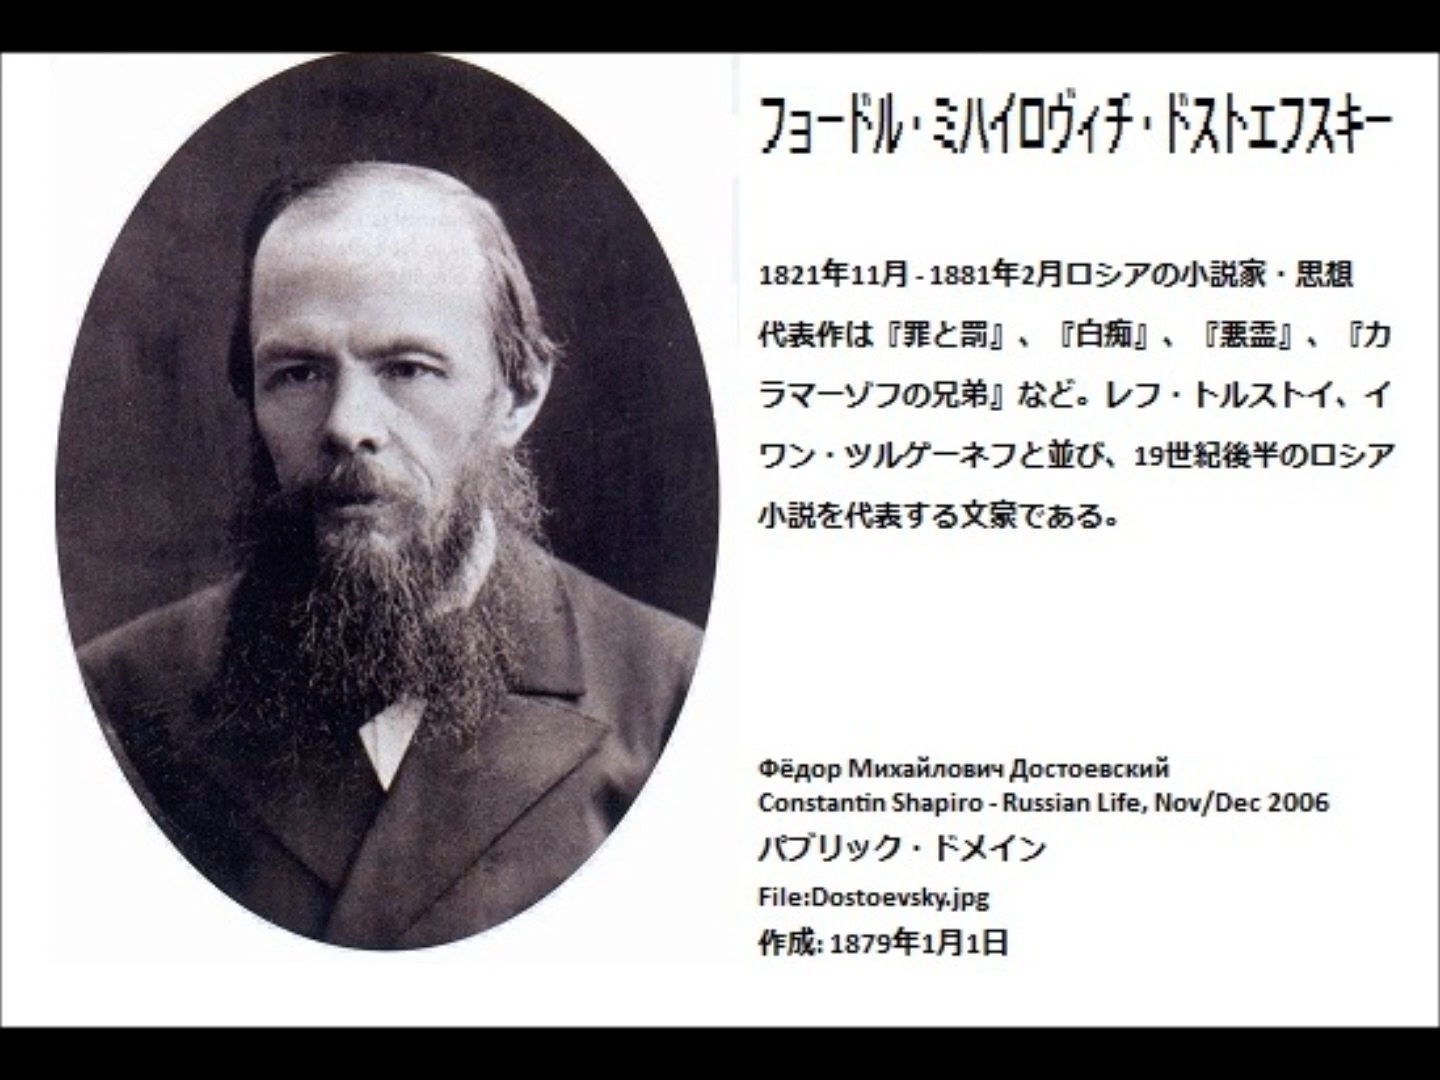 フョードル・ミハイロヴィチ・ドストエフスキー
1821年11月 - 1881年2月ロシアの小説家・思想
代表作は『罪と罰』、『白痴』、『悪霊』、『カ
ラマーゾフの兄弟』など。レフ・トルストイ、イ
ワン・ツルゲーネフと並び、19世紀後半のロシア
小説を代表する文豪である。
Фёдор Михайлович Достоевский
Constantin Shapiro - Russian Life, Nov/Dec 2006
パブリック・ドメイン
File:Dostoevsky.jpg
作成: 1879年1月1日